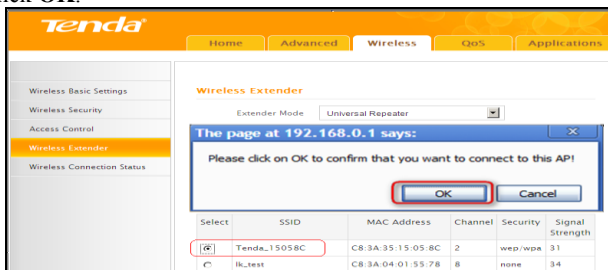 ick OK.
Tenda
Home Advanced Wireless QoS Applications
Wireless Basic Settings
Wireless Security
Access Control
Wireless Extender
Wireless Connection Status
Wireless Extender
Extender Mode Universal Repeater
The page at 192.168.0.1 says:
Please click on OK to confirm that you want to connect to this AP!
OK Cancel
Select SSID MAC Address Channel Security Signal Strength
Tenda_15058C C8:3A:35:15:05:8C 2 wep/wpa 31
lk_test C8:3A:04:01:55:78 8 none 34